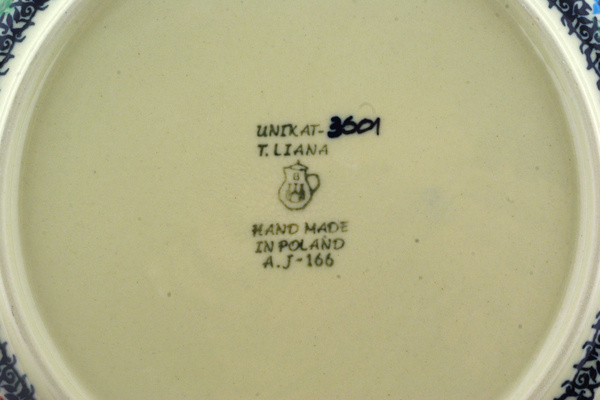 UNIKAT-3601
T. LIANA
HAND MADE
IN POLAND
A.J-166